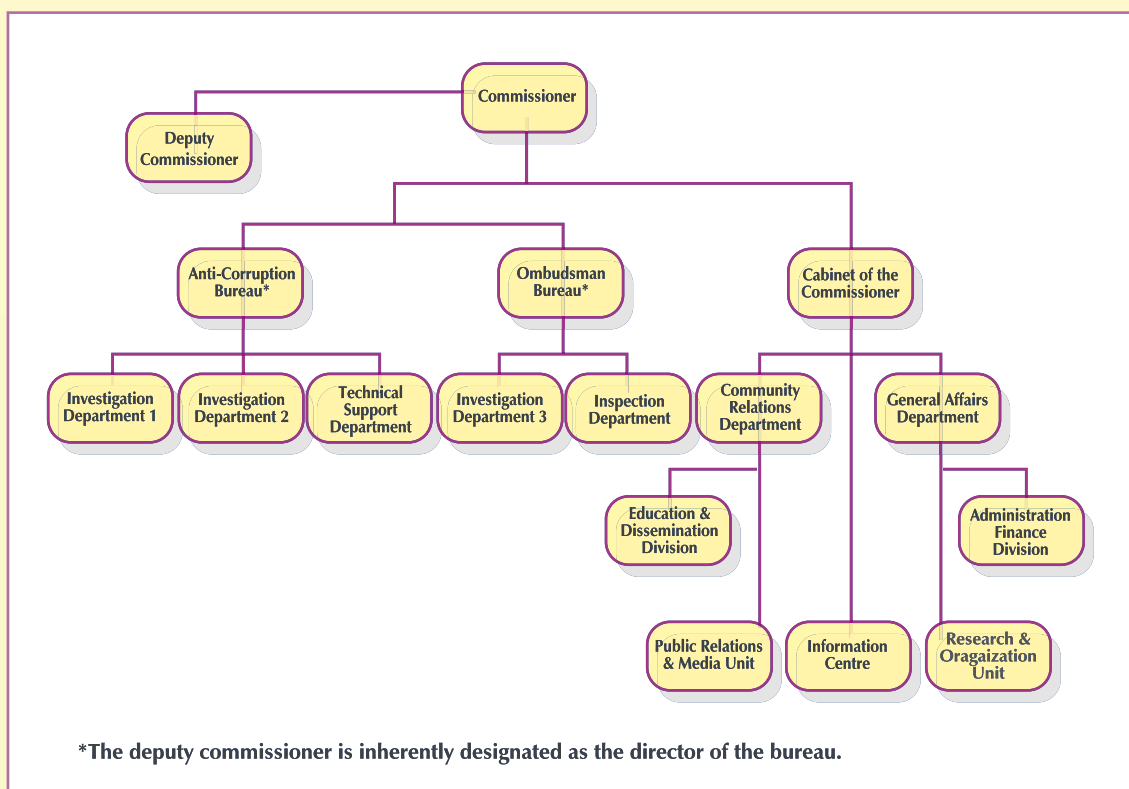 Commissioner
Deputy
Commissioner
Anti-Corruption
Bureau*
Ombudsman
Bureau*
Cabinet of the
Commissioner
Investigation
Department 1
Investigation
Department 2
Technical
Support
Department
Investigation
Department 3
Inspection
Department
Community
Relations
Department
General Affairs
Department
Education &
Dissemination
Division
Administration
Finance
Division
Public Relations
& Media Unit
Information
Centre
Research &
Oragaization
Unit
*The deputy commissioner is inherently designated as the director of the bureau.